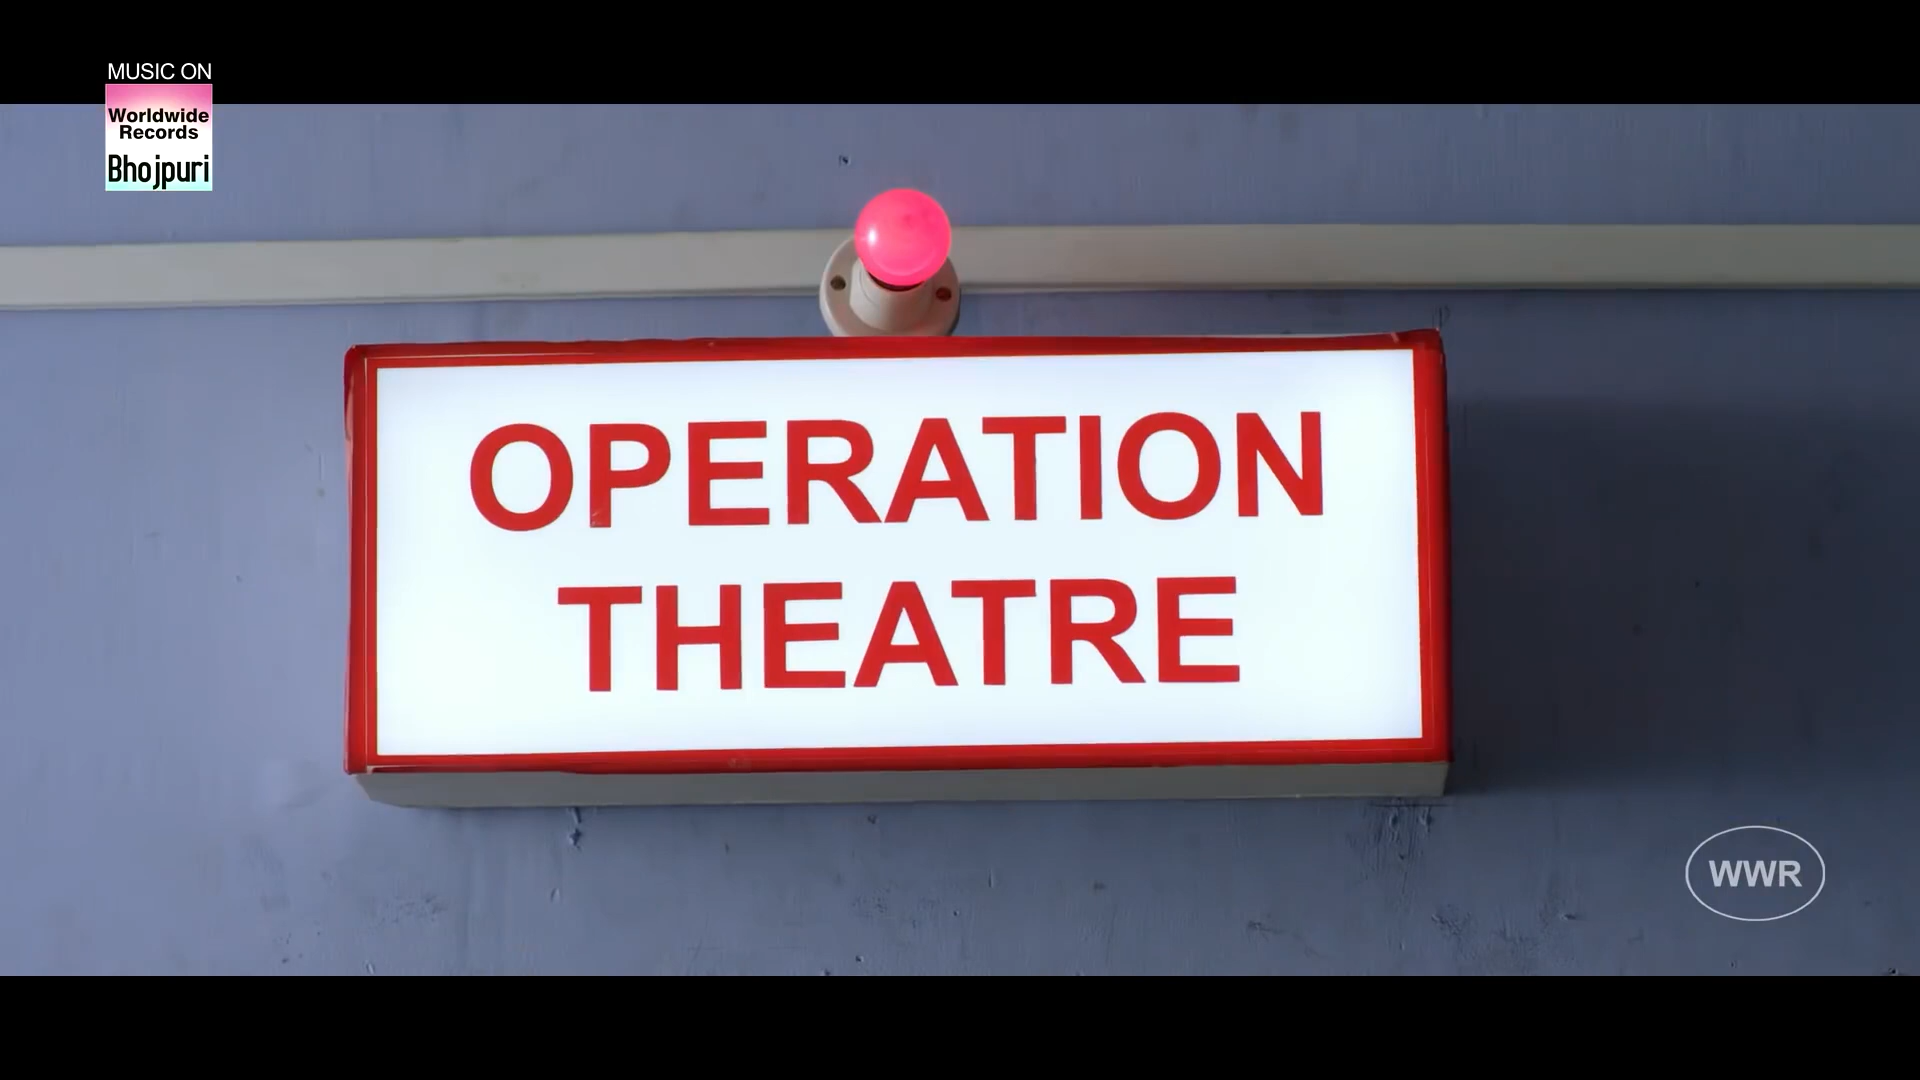 MUSIC ON
Worldwide
Records
Bhojpuri
OPERATION
THEATRE
WWR